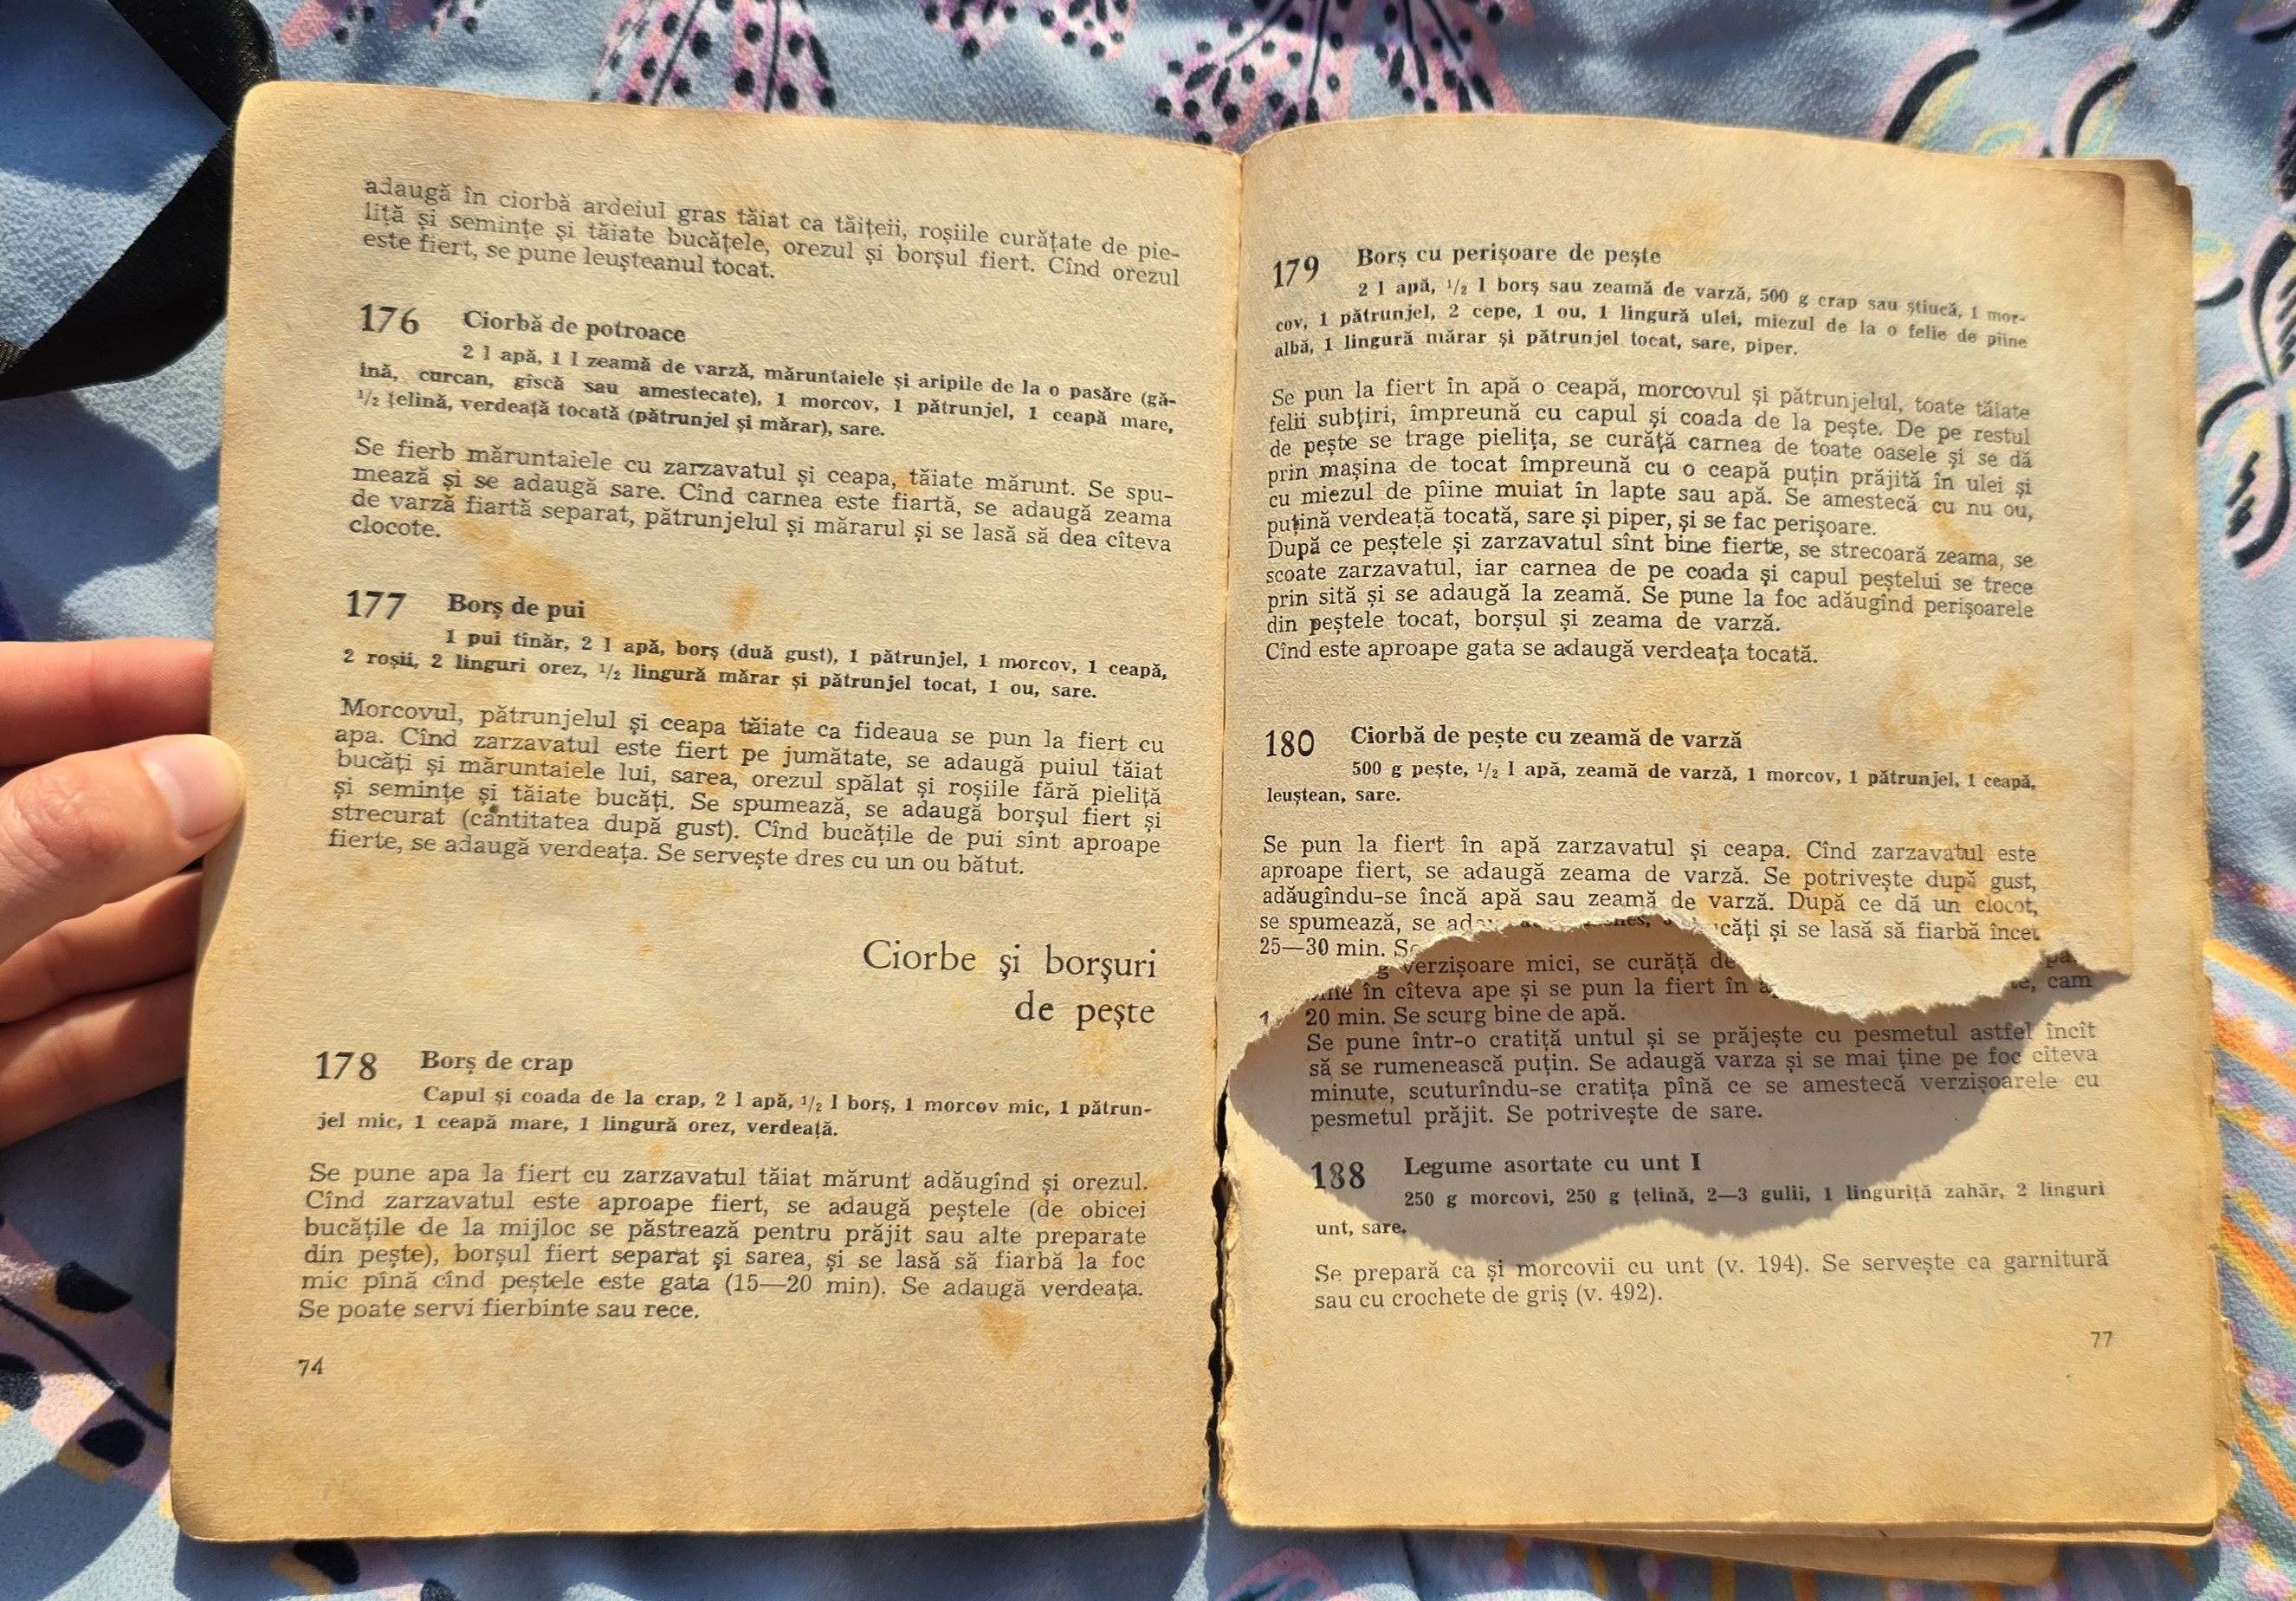 adaugă în ciorbă ardeiul gras tăiat ca tăiţeii, roşiile curăţate de pie-
liţă şi seminţe şi tăiate bucăţele, orezul şi borşul fiert. Cînd orezul
este fiert, se pune leuşteanul tocat.
176 Ciorbă de potroace
2 l apă, 1 l zeamă de varză, măruntaiele şi aripile de la o pasăre (gă-
ină, curcan, gîscă sau amestecate), 1 morcov, 1 pătrunjel, 1 ceapă mare,
1/2 ţelină, verdeaţă tocată (pătrunjel şi mărar), sare.
Se fierb măruntaiele cu zarzavatul şi ceapa, tăiate mărunt. Se spu-
mează şi se adaugă sare. Cînd carnea este fiartă, se adaugă zeama
de varză fiartă separat, pătrunjelul şi mărarul şi se lasă să dea cîteva
clocote.
177 Borş de pui
1 pui tînăr, 2 l apă, borş (duă gust), 1 pătrunjel, 1 morcov, 1 ceapă,
2 roşii, 2 linguri orez, 1/2 lingură mărar şi pătrunjel tocat, 1 ou, sare.
Morcovul, pătrunjelul şi ceapa tăiate ca fideaua se pun la fiert cu
apa. Cînd zarzavatul este fiert pe jumătate, se adaugă puiul tăiat
bucăţi şi măruntaiele lui, sarea, orezul spălat şi roşiile fără pieliţă
şi seminţe şi tăiate bucăţi. Se spumează, se adaugă borşul fiert şi
strecurat (cantitatea după gust). Cînd bucăţile de pui sînt aproape
fierte, se adaugă verdeaţa. Se serveşte dres cu un ou bătut.
Ciorbe şi borşuri
de peşte
178 Borş de crap
Capul şi coada de la crap, 2 l apă, 1/2 l borş, 1 morcov mic, 1 pătrun-
jel mic, 1 ceapă mare, 1 lingură orez, verdeaţă.
Se pune apa la fiert cu zarzavatul tăiat mărunt adăugînd şi orezul.
Cînd zarzavatul este aproape fiert, se adaugă peştele (de obicei
bucăţile de la mijloc se păstrează pentru prăjit sau alte preparate
din peşte), borşul fiert separat şi sarea, şi se lasă să fiarbă la foc
mic pînă cînd peştele este gata (15—20 min). Se adaugă verdeaţa.
Se poate servi fierbinte sau rece.
74
179 Borş cu perişoare de peşte
2 l apă, 1/2 l borş sau zeamă de varză, 500 g crap sau ştiucă, 1 mor-
cov, 1 pătrunjel, 2 cepe, 1 ou, 1 lingură ulei, miezul de la o felie de pîine
albă, 1 lingură mărar şi pătrunjel tocat, sare, piper.
Se pun la fiert în apă o ceapă, morcovul şi pătrunjelul, toate tăiate
felii subţiri, împreună cu capul şi coada de la peşte. De pe restul
de peşte se trage pieliţa, se curăţă carnea de toate oasele şi se dă
prin maşina de tocat împreună cu o ceapă puţin prăjită în ulei şi
cu miezul de pîine muiat în lapte sau apă. Se amestecă cu nu ou,
puţină verdeaţă tocată, sare şi piper, şi se fac perişoare.
După ce peştele şi zarzavatul sînt bine fierte, se strecoară zeama, se
scoate zarzavatul, iar carnea de pe coada şi capul peştelui se trece
prin sită şi se adaugă la zeamă. Se pune la foc adăugînd perişoarele
din peştele tocat, borşul şi zeama de varză.
Cînd este aproape gata se adaugă verdeaţa tocată.
180 Ciorbă de peşte cu zeamă de varză
500 g peşte, 1/2 l apă, zeamă de varză, 1 morcov, 1 pătrunjel, 1 ceapă,
leuştean, sare.
Se pun la fiert în apă zarzavatul şi ceapa. Cînd zarzavatul este
aproape fiert, se adaugă zeama de varză. Se potriveşte după gust,
adăugîndu-se încă apă sau zeamă de varză. După ce dă un clocot,
se spumează, se şi se lasă să fiarbă încet
25—30 min.
verzişoare mici, se curăţă
în cîteva ape şi se pun la fiert în cam
20 min. Se scurg bine de apă.
Se pune într-o cratiţă untul şi se prăjeşte cu pesmetul astfel încît
să se rumenească puţin. Se adaugă varza şi se mai ţine pe foc cîteva
minute, scuturîndu-se cratiţa pînă ce se amestecă verzişoarele cu
pesmetul prăjit. Se potriveşte de sare.
188 Legume asortate cu unt I
250 g morcovi, 250 g ţelină, 2—3 gulii, 1 linguriţă zahăr, 2 linguri
unt, sare.
Se prepară ca şi morcovii cu unt (v. 194). Se serveşte ca garnitură
sau cu crochete de griş (v. 492).
77